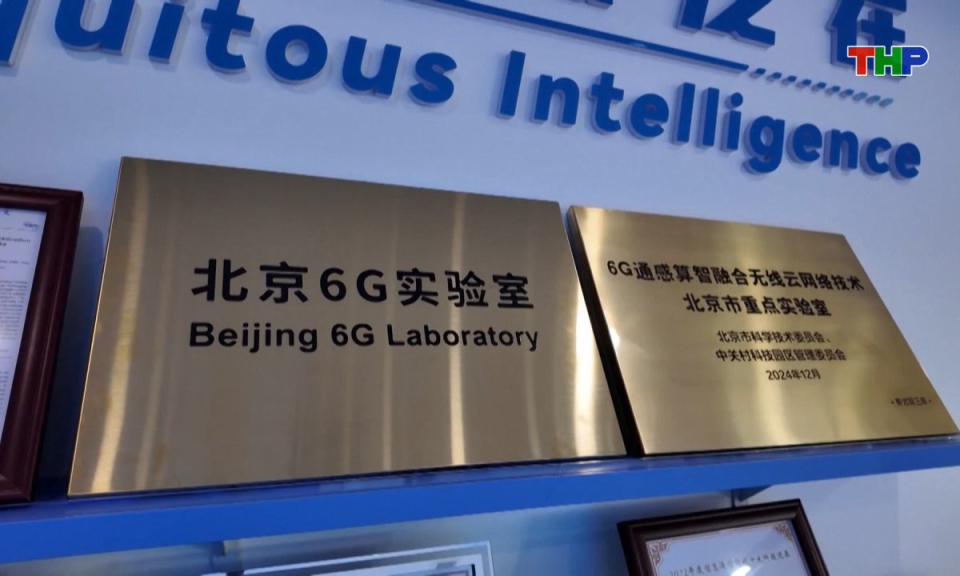 在
quitous Intelligence
THP
北京6G实验室
Beijing 6G Laboratory
6G通感算智融合无线云网络技术
北京市重点实验室
北京市科学技术委员会、
中关村科技园区管理委员会
2024年12月